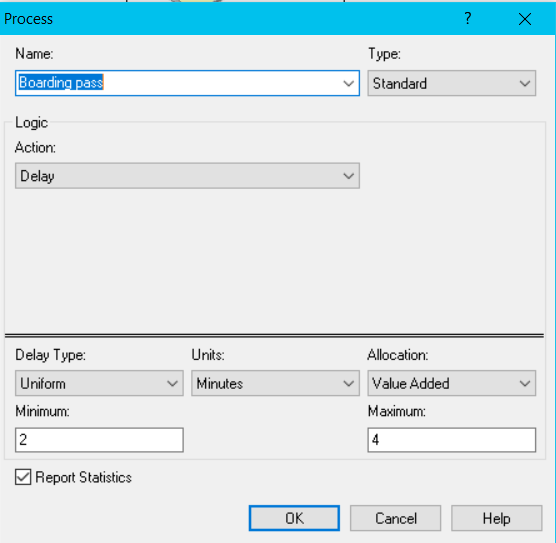 Process ?
Name: Type:
Boarding pass Standard
Logic
Action:
Delay
Delay Type: Units: Allocation:
Uniform Minutes Value Added
Minimum: Maximum:
2 4
Report Statistics
OK Cancel Help